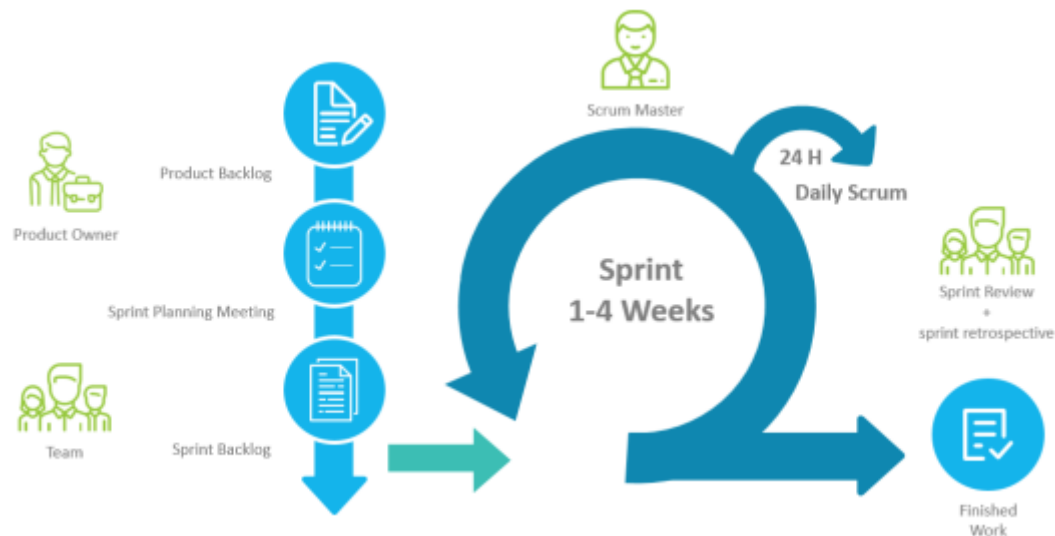 Scrum Master
Product Backlog
24 H
Daily Scrum
Product Owner
Sprint
1-4 Weeks
Sprint Planning Meeting
Sprint Review
+
sprint retrospective
Team
Sprint Backlog
Finished
Work